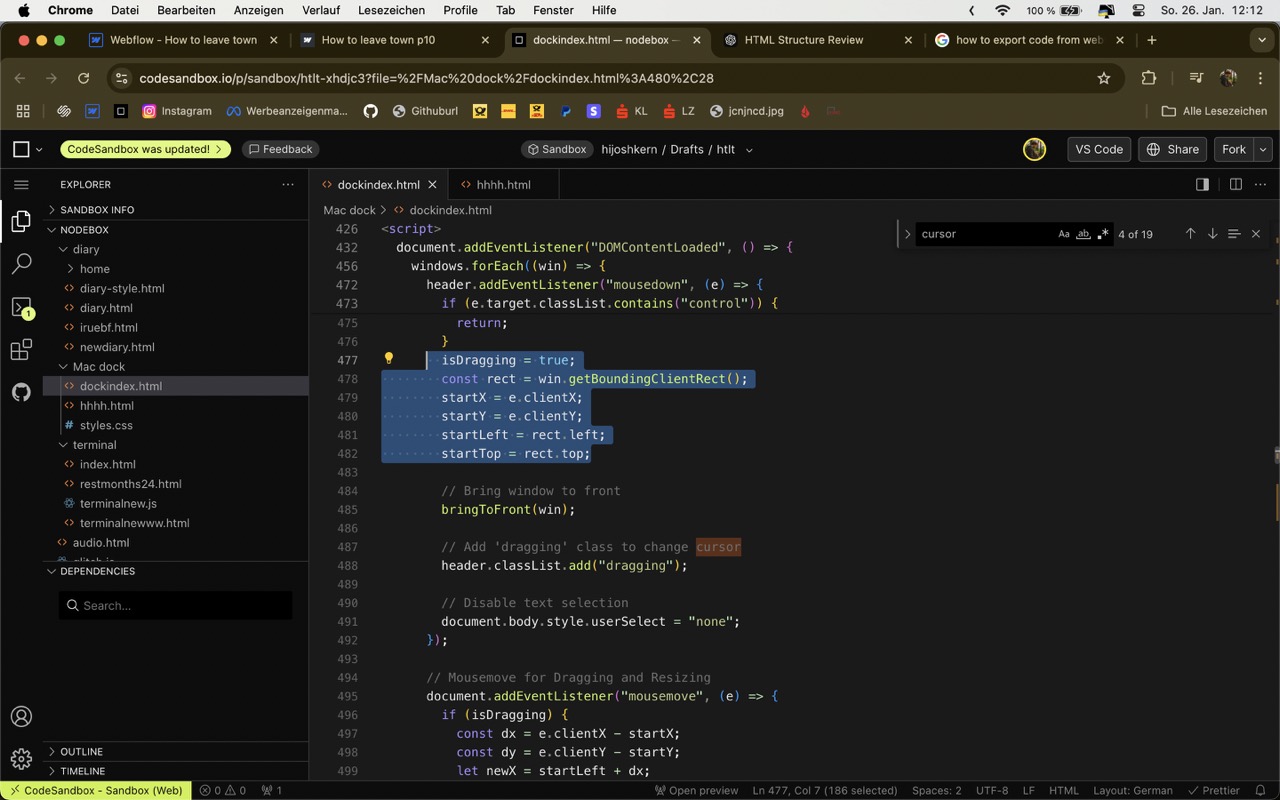 Chrome Datei Bearbeiten Anzeigen Verlauf Lesezeichen Profile Tab Fenster Hilfe 100 % So. 26. Jan. 12:12
Webflow - How to leave town
How to leave town p10
dockindex.html — nodebox —
HTML Structure Review
how to export code from web
codesandbox.io/p/sandbox/htlt-xhdjc3?file=%2FMac%20dock%2Fdockindex.html%3A480%2C28
Instagram Werbeanzeigenma... Githuburl KL LZ jcnjncd.jpg Alle Lesezeichen
CodeSandbox was updated! Feedback Sandbox hijoshkern / Drafts / htlt VS Code Share Fork
EXPLORER
SANDBOX INFO
NODEBOX
diary
home
diary-style.html
diary.html
iruebf.html
newdiary.html
Mac dock
dockindex.html
hhhh.html
styles.css
terminal
index.html
restmonths24.html
terminalnew.js
terminalnewww.html
audio.html
DEPENDENCIES
Search...
OUTLINE
TIMELINE
1
dockindex.html hhhh.html
Mac dock > dockindex.html
cursor Aa ab 4 of 19
426 <script>
432 document.addEventListener("DOMContentLoaded", () => {
456 windows.forEach((win) => {
472 header.addEventListener("mousedown", (e) => {
473 if (e.target.classList.contains("control")) {
475 return;
476 }
477 isDragging = true;
478 const rect = win.getBoundingClientRect();
479 startX = e.clientX;
480 startY = e.clientY;
481 startLeft = rect.left;
482 startTop = rect.top;
483
484 // Bring window to front
485 bringToFront(win);
486
487 // Add 'dragging' class to change cursor
488 header.classList.add("dragging");
489
490 // Disable text selection
491 document.body.style.userSelect = "none";
492 });
493
494 // Mousemove for Dragging and Resizing
495 document.addEventListener("mousemove", (e) => {
496 if (isDragging) {
497 const dx = e.clientX - startX;
498 const dy = e.clientY - startY;
499 let newX = startLeft + dx;
CodeSandbox - Sandbox (Web) 0 0 1 Open preview Ln 477, Col 7 (186 selected) Spaces: 2 UTF-8 LF HTML Layout: German Prettier